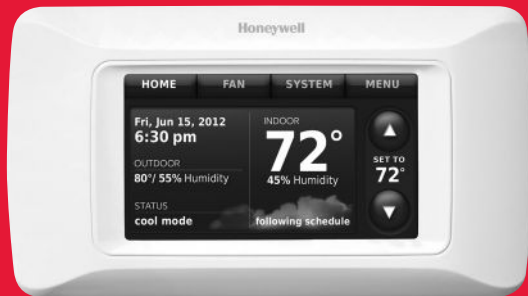 Honeywell
HOME FAN SYSTEM MENU
Fri, Jun 15, 2012
6:30 pm
OUTDOOR
80°/ 55% Humidity
STATUS
cool mode
INDOOR
72°
45% Humidity
following schedule
SET TO
72°